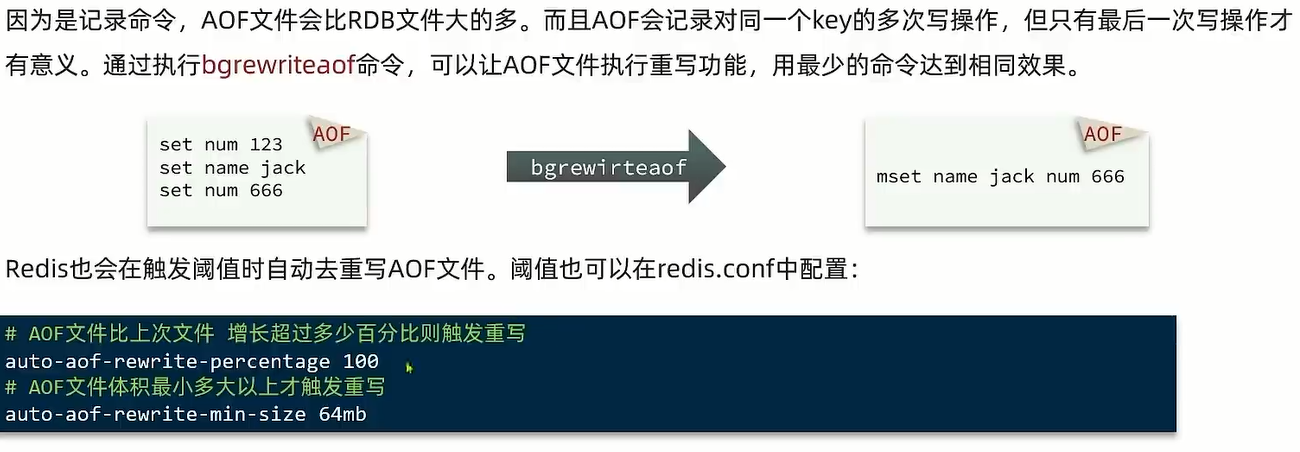 因为是记录命令，AOF文件会比RDB文件大的多。而且AOF会记录对同一个key的多次写操作，但只有最后一次写操作才
有意义。通过执行bgrewriteaof命令，可以让AOF文件执行重写功能，用最少的命令达到相同效果。
AOF
set num 123
set name jack
set num 666
bgrewirteaof
AOF
mset name jack num 666
Redis也会在触发阈值时自动去重写AOF文件。阈值也可以在redis.conf中配置：
# AOF文件比上次文件 增长超过多少百分比则触发重写
auto-aof-rewrite-percentage 100
# AOF文件体积最小多大以上才触发重写
auto-aof-rewrite-min-size 64mb